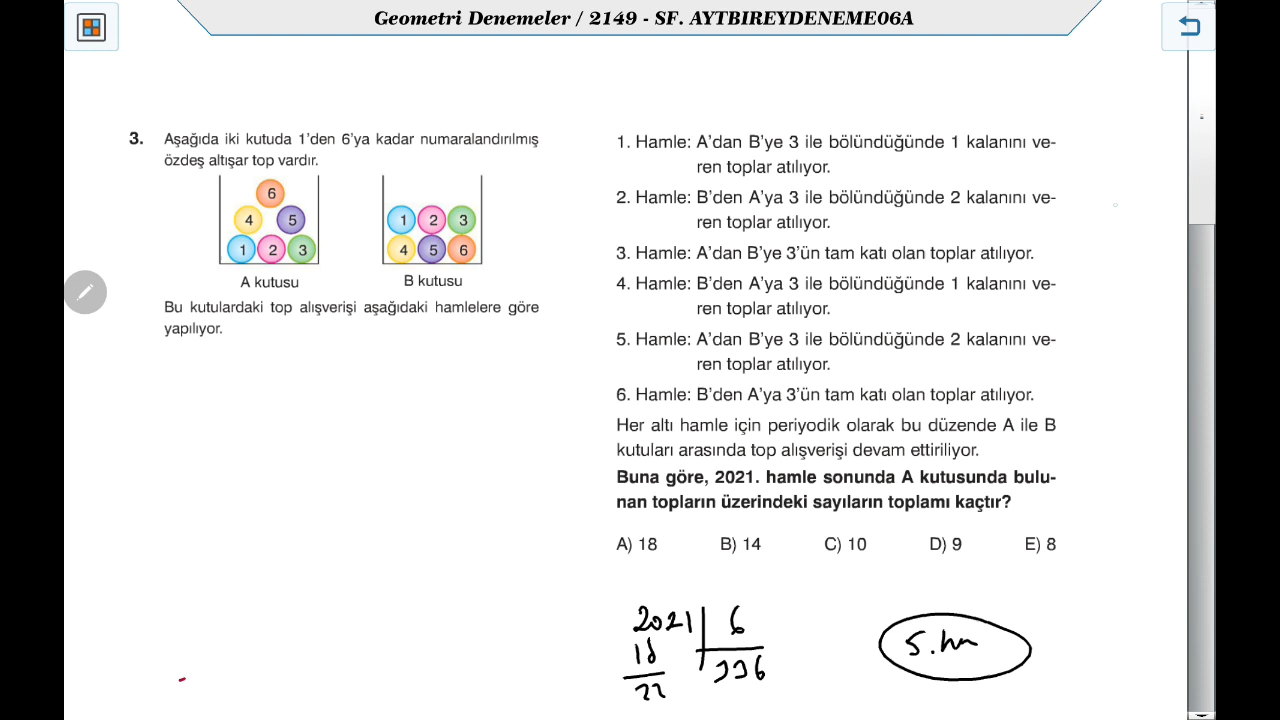 Geometri Denemeler / 2149 - SF. AYTBIREYDENEME06A
3. Aşağıda iki kutuda 1'den 6'ya kadar numaralandırılmış
özdeş altışar top vardır.
6
4 5
1 2 3
A kutusu
1 2 3
4 5 6
B kutusu
Bu kutulardaki top alışverişi aşağıdaki hamlelere göre
yapılıyor.
1. Hamle: A'dan B'ye 3 ile bölündüğünde 1 kalanını ve-
ren toplar atılıyor.
2. Hamle: B'den A'ya 3 ile bölündüğünde 2 kalanını ve-
ren toplar atılıyor.
3. Hamle: A'dan B'ye 3'ün tam katı olan toplar atılıyor.
4. Hamle: B'den A'ya 3 ile bölündüğünde 1 kalanını ve-
ren toplar atılıyor.
5. Hamle: A'dan B'ye 3 ile bölündüğünde 2 kalanını ve-
ren toplar atılıyor.
6. Hamle: B'den A'ya 3'ün tam katı olan toplar atılıyor.
Her altı hamle için periyodik olarak bu düzende A ile B
kutuları arasında top alışverişi devam ettiriliyor.
Buna göre, 2021. hamle sonunda A kutusunda bulu-
nan topların üzerindeki sayıların toplamı kaçtır?
A) 18 B) 14 C) 10 D) 9 E) 8
2021 6
18 336
22
5.